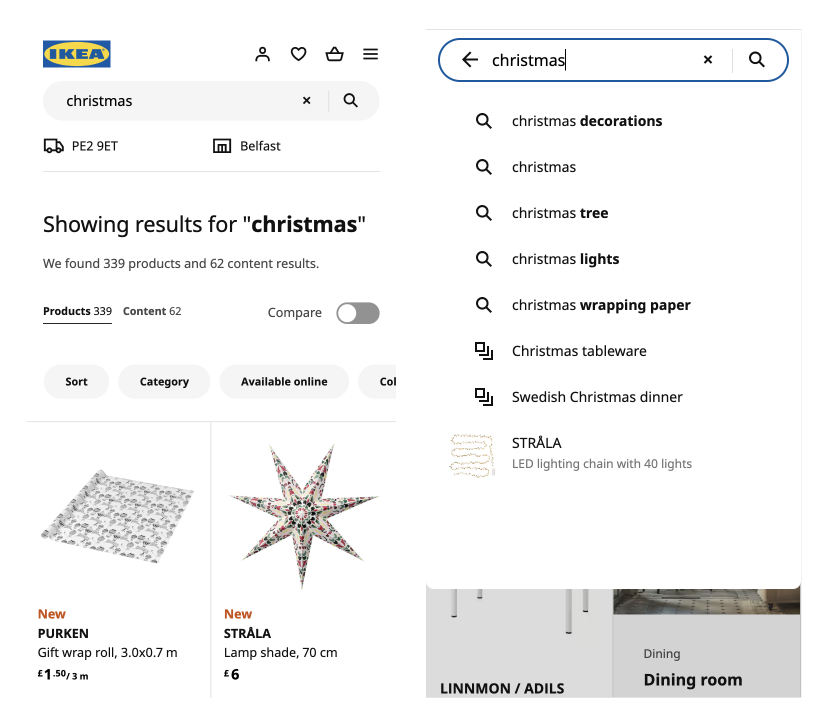 IKEA
christmas
PE2 9ET
Belfast
Showing results for "christmas"
We found 339 products and 62 content results.
Products 339 Content 62
Compare
Sort
Category
Available online
Col
New
PURKEN
Gift wrap roll, 3.0x0.7 m
£1.50/ 3 m
New
STRÅLA
Lamp shade, 70 cm
£6
christmas
christmas decorations
christmas
christmas tree
christmas lights
christmas wrapping paper
Christmas tableware
Swedish Christmas dinner
STRÅLA
LED lighting chain with 40 lights
LINNMON / ADILS
Dining
Dining room